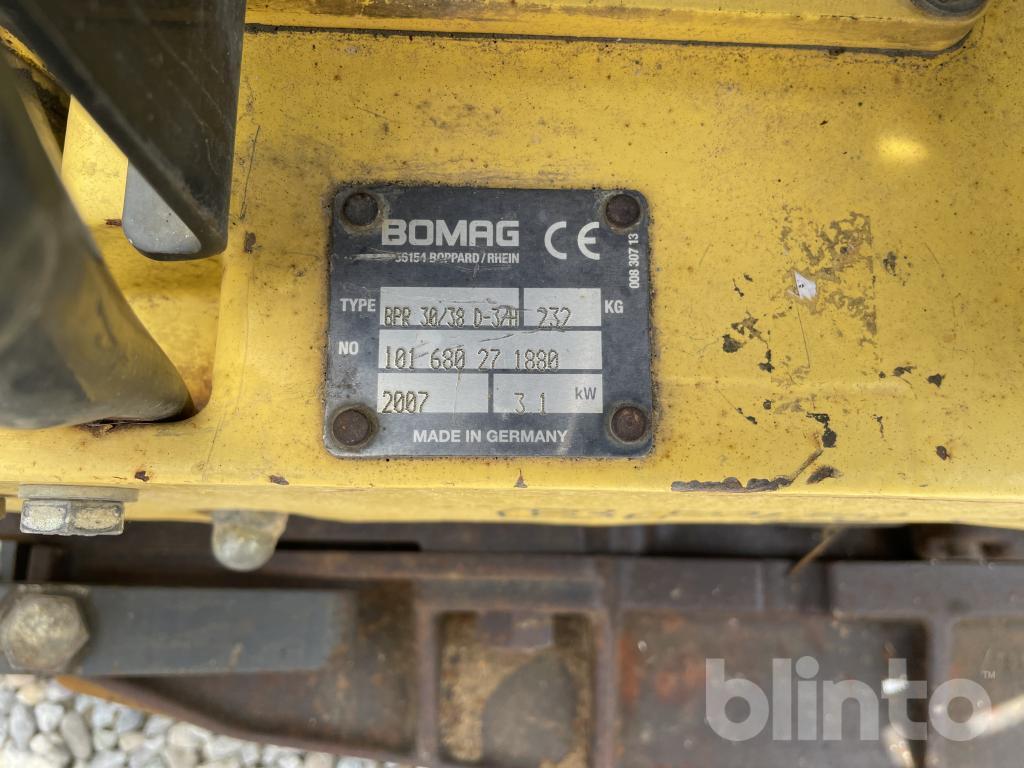 BOMAG CE
56154 BOPPARD/RHEIN
008 307 13
TYPE BPR 30/38 D-3/H 232 KG
NO 101 680 27 1880
2007 3 1 kW
MADE IN GERMANY
blinto™